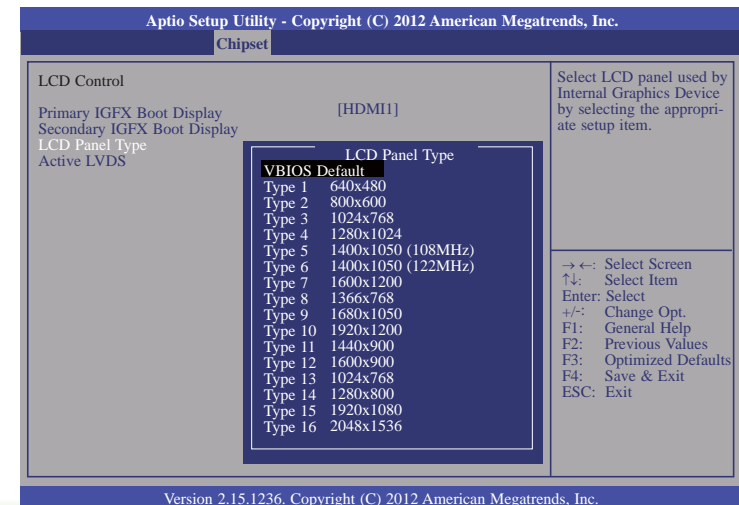 Aptio Setup Utility - Copyright (C) 2012 American Megatrends, Inc.
Chipset
LCD Control
Primary IGFX Boot Display [HDMI1]
Secondary IGFX Boot Display
LCD Panel Type
Active LVDS
LCD Panel Type
VBIOS Default
Type 1 640x480
Type 2 800x600
Type 3 1024x768
Type 4 1280x1024
Type 5 1400x1050 (108MHz)
Type 6 1400x1050 (122MHz)
Type 7 1600x1200
Type 8 1366x768
Type 9 1680x1050
Type 10 1920x1200
Type 11 1440x900
Type 12 1600x900
Type 13 1024x768
Type 14 1280x800
Type 15 1920x1080
Type 16 2048x1536
Select LCD panel used by
Internal Graphics Device
by selecting the appropri-
ate setup item.
→ ←: Select Screen
↑↓: Select Item
Enter: Select
+/-: Change Opt.
F1: General Help
F2: Previous Values
F3: Optimized Defaults
F4: Save & Exit
ESC: Exit
Version 2.15.1236. Copyright (C) 2012 American Megatrends, Inc.